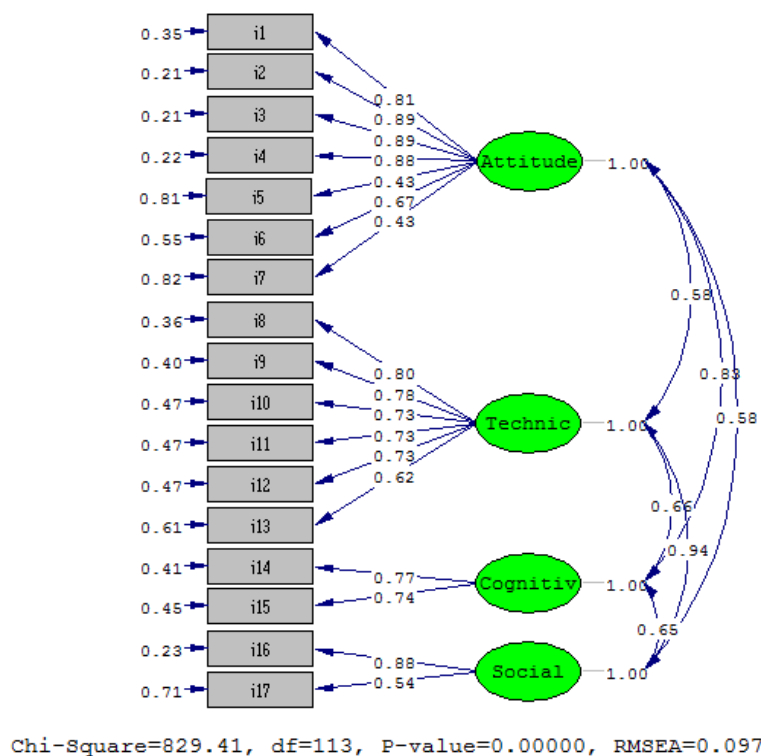 0.35 i1
0.21 i2
0.81
0.21 i3
0.89
0.89
0.22 i4
0.88
Attitude 1.00
0.81 i5
0.43
0.55 i6
0.67
0.43
0.82 i7
0.58
0.36 i8
0.40 i9
0.80
0.83
0.78
0.47 i10
0.73
0.58
Technic 1.00
0.47 i11
0.73
0.73
0.47 i12
0.62
0.61 i13
0.66
0.94
0.41 i14
0.77
Cognitiv 1.00
0.45 i15
0.74
0.65
0.23 i16
0.88
Social 1.00
0.71 i17
0.54
Chi-Square=829.41, df=113, P-value=0.00000, RMSEA=0.097